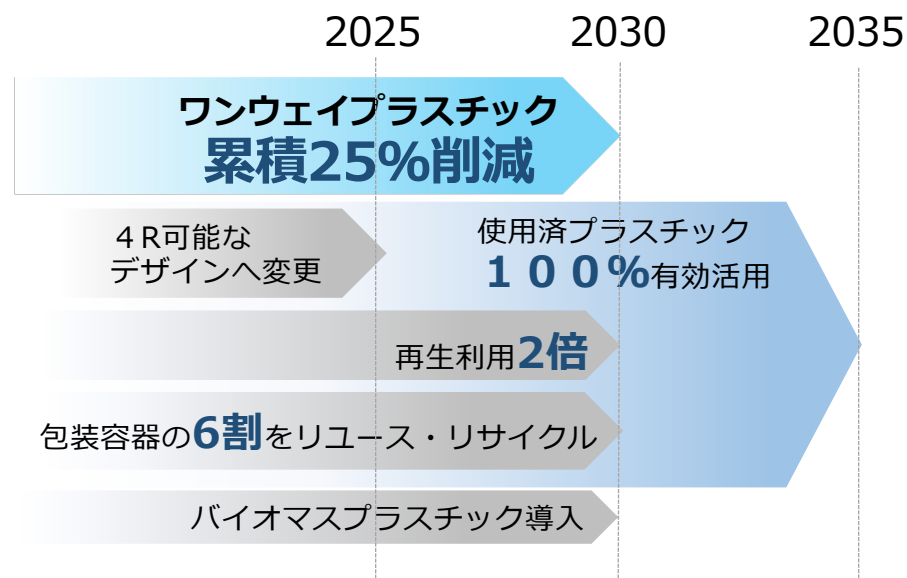 2025 2030 2035
ワンウェイプラスチック
累積25%削減
４R可能な
デザインへ変更
使用済プラスチック
１００%有効活用
再生利用2倍
包装容器の6割をリユース・リサイクル
バイオマスプラスチック導入